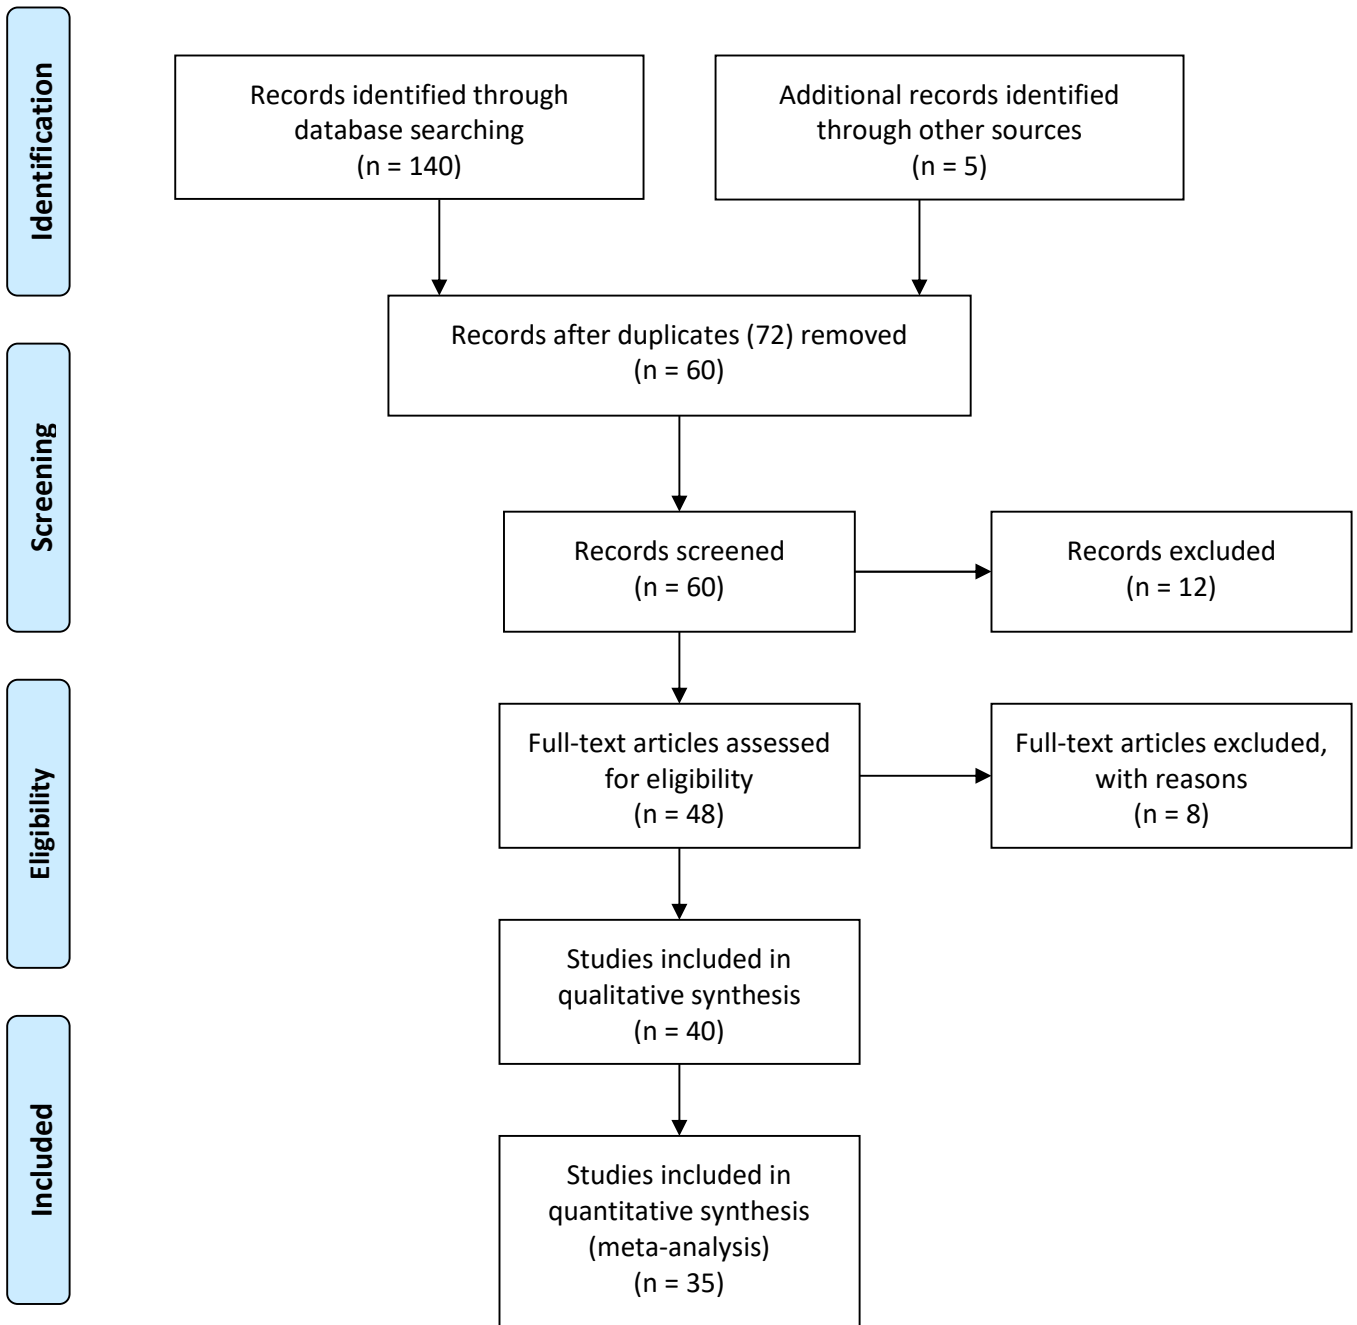 Identification
Records identified through
database searching
(n = 140)
Additional records identified
through other sources
(n = 5)
Records after duplicates (72) removed
(n = 60)
Screening
Records screened
(n = 60)
Records excluded
(n = 12)
Eligibility
Full-text articles assessed
for eligibility
(n = 48)
Full-text articles excluded,
with reasons
(n = 8)
Studies included in
qualitative synthesis
(n = 40)
Included
Studies included in
quantitative synthesis
(meta-analysis)
(n = 35)